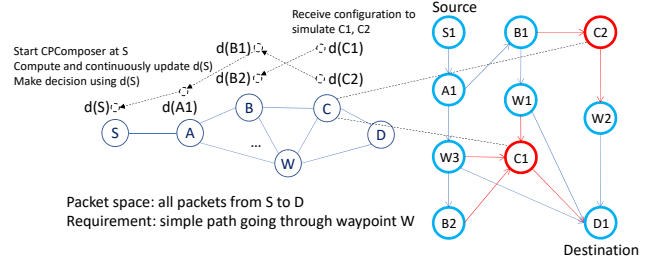 Receive configuration to
simulate C1, C2
Start CPComposer at S
Compute and continuously update d(S)
Make decision using d(S)
d(B1)
d(C1)
d(B2)
d(C2)
d(S)
d(A1)
S
A
B
...
W
C
D
Packet space: all packets from S to D
Requirement: simple path going through waypoint W
Source
S1
B1
C2
A1
W1
W2
W3
C1
B2
D1
Destination